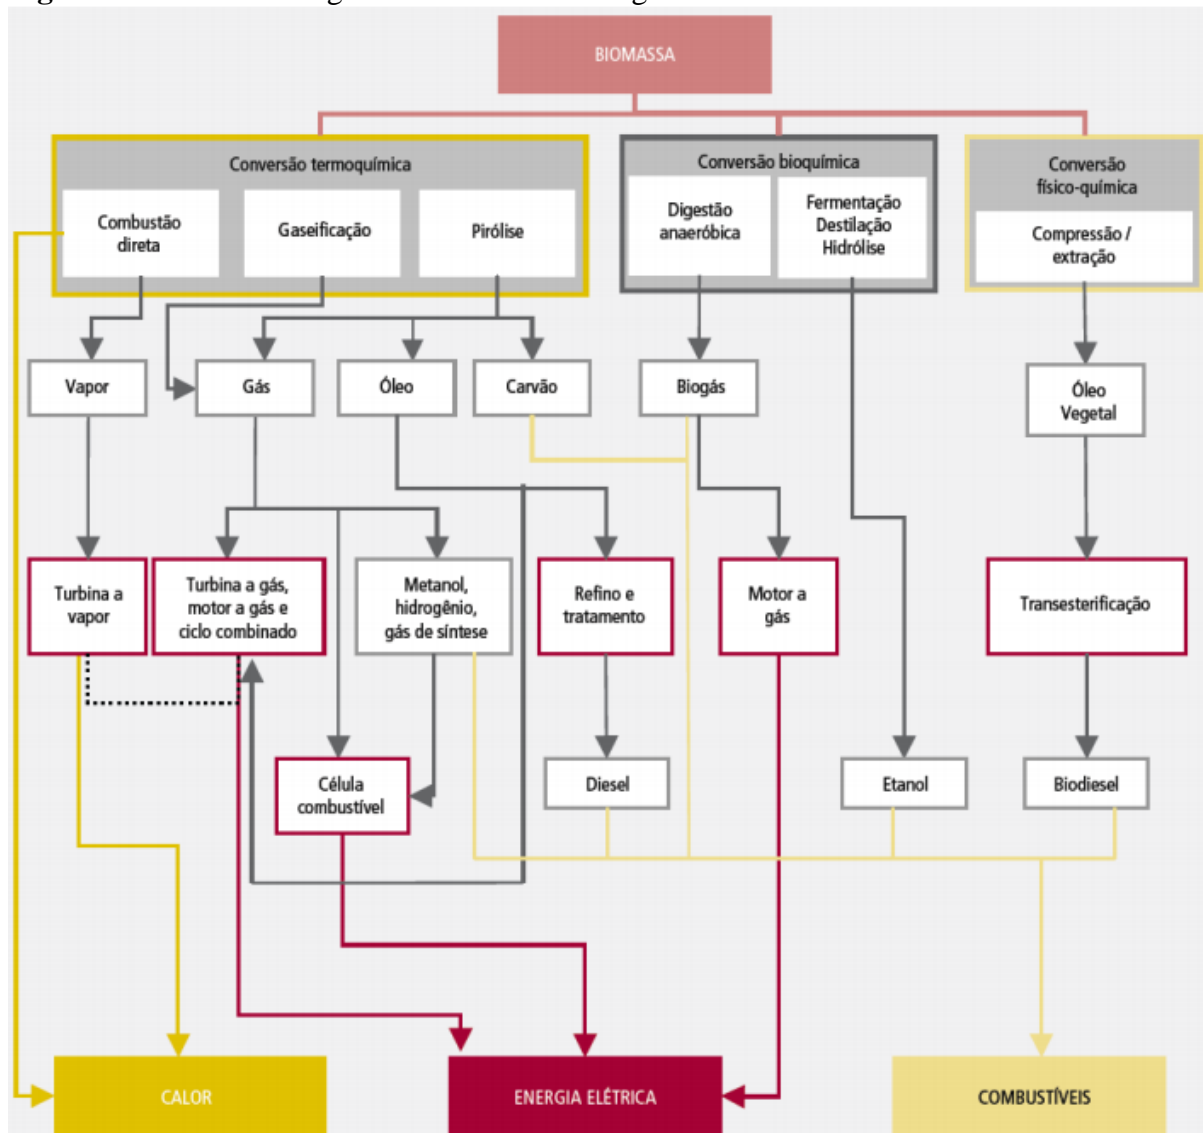 BIOMASSA
Conversão termoquímica
Combustão
direta
Gaseificação
Pirólise
Conversão bioquímica
Digestão
anaeróbica
Fermentação
Destilação
Hidrólise
Conversão
físico-química
Compressão /
extração
Vapor
Gás
Óleo
Carvão
Biogás
Óleo
Vegetal
Turbina a
vapor
Turbina a gás,
motor a gás e
ciclo combinado
Metanol,
hidrogênio,
gás de síntese
Refino e
tratamento
Motor a
gás
Transesterificação
Célula
combustível
Diesel
Etanol
Biodiesel
CALOR
ENERGIA ELÉTRICA
COMBUSTÍVEIS